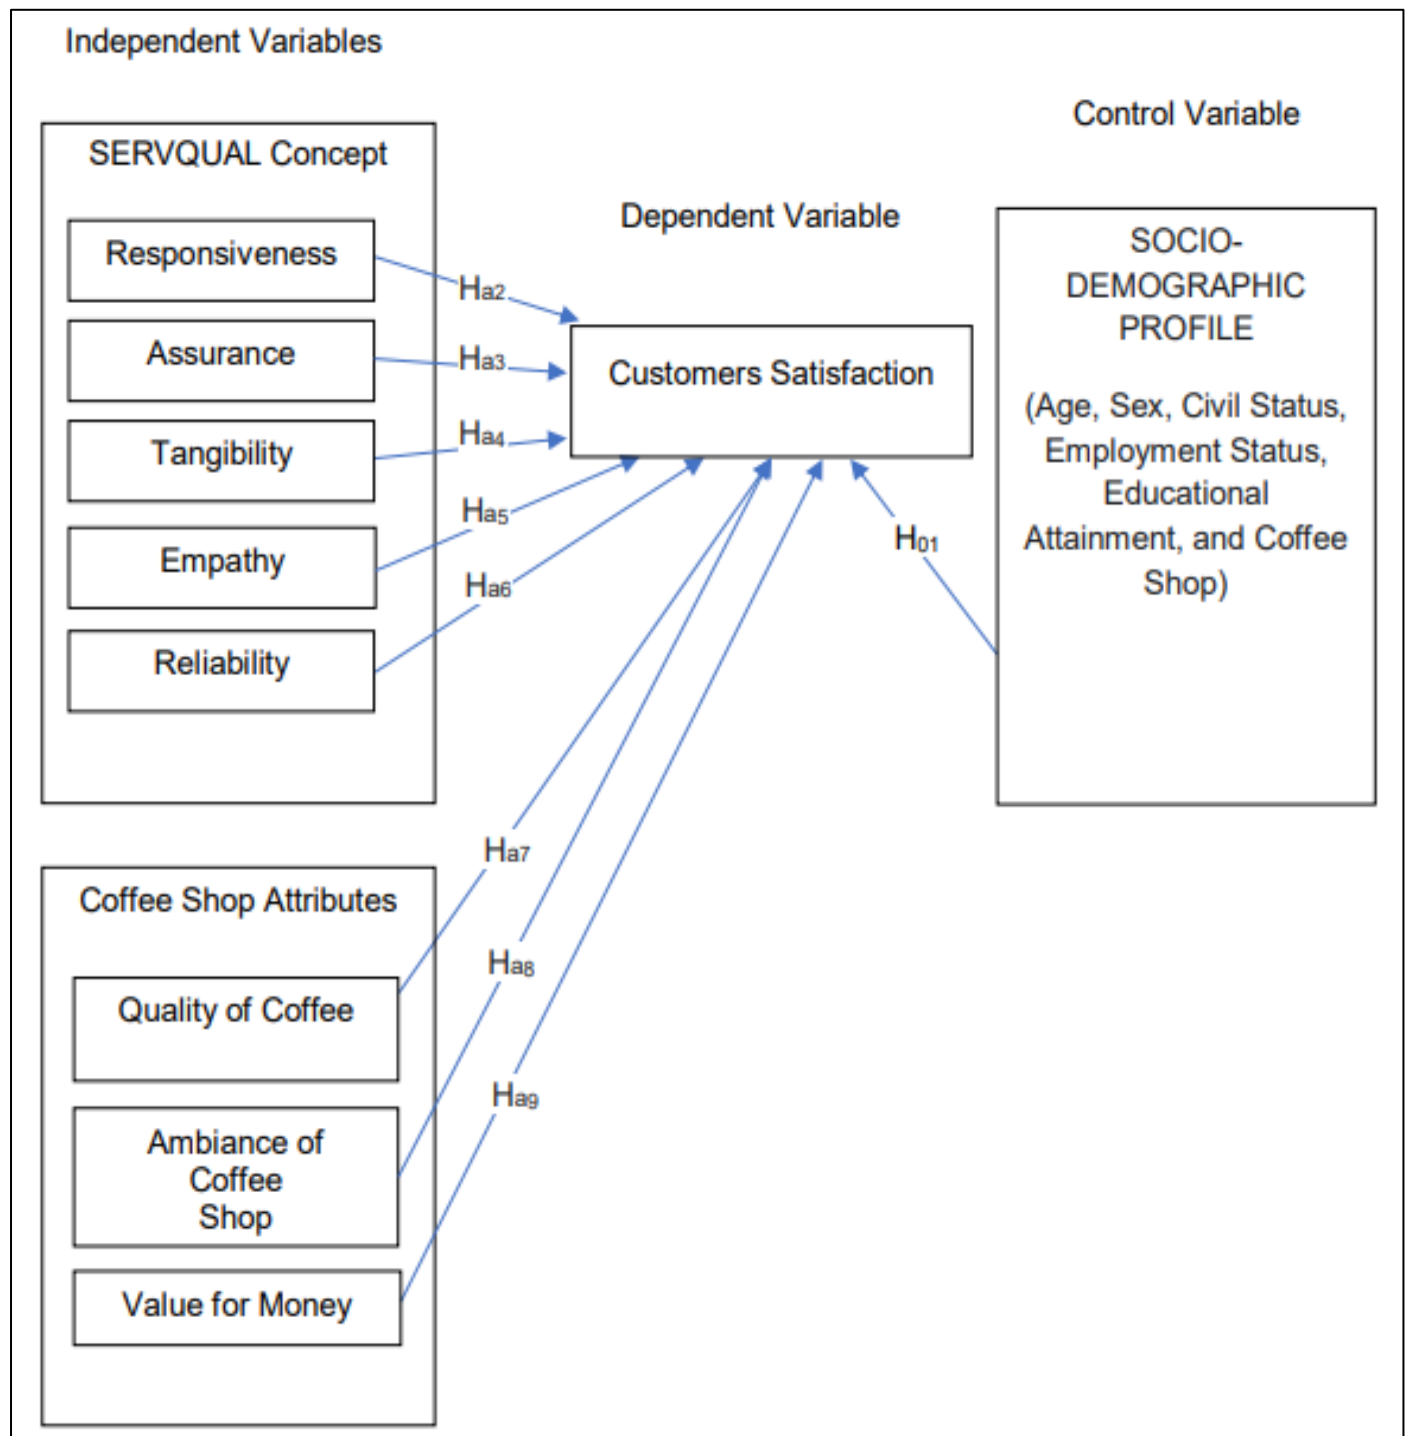 Independent Variables
Control Variable
SERVQUAL Concept
Dependent Variable
Responsiveness
Assurance
Tangibility
Empathy
Reliability
Ha2
Ha3
Ha4
Ha5
Ha6
Customers Satisfaction
H01
SOCIO-
DEMOGRAPHIC
PROFILE
(Age, Sex, Civil Status,
Employment Status,
Educational
Attainment, and Coffee
Shop)
Ha7
Ha8
Ha9
Coffee Shop Attributes
Quality of Coffee
Ambiance of
Coffee
Shop
Value for Money